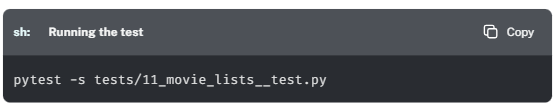 sh: Running the test Copy
pytest -s tests/11_movie_lists__test.py